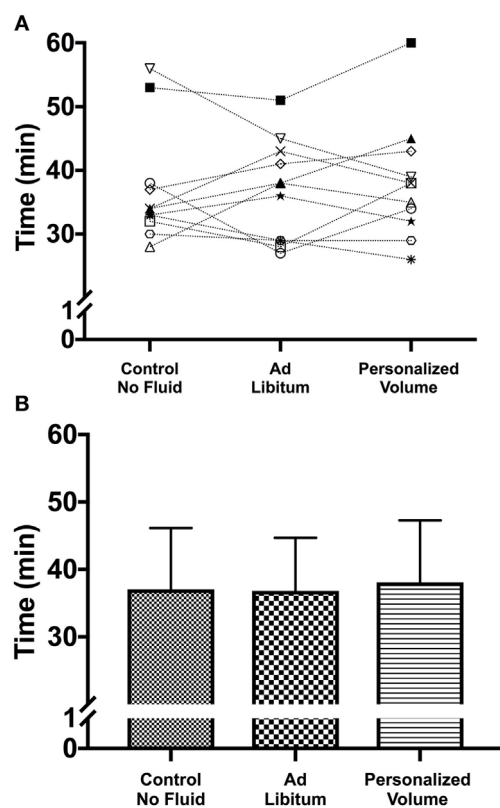 A
Time (min)
60
50
40
30
1
0
Control
No Fluid
Ad
Libitum
Personalized
Volume
B
Time (min)
60
50
40
30
1
0
Control
No Fluid
Ad
Libitum
Personalized
Volume